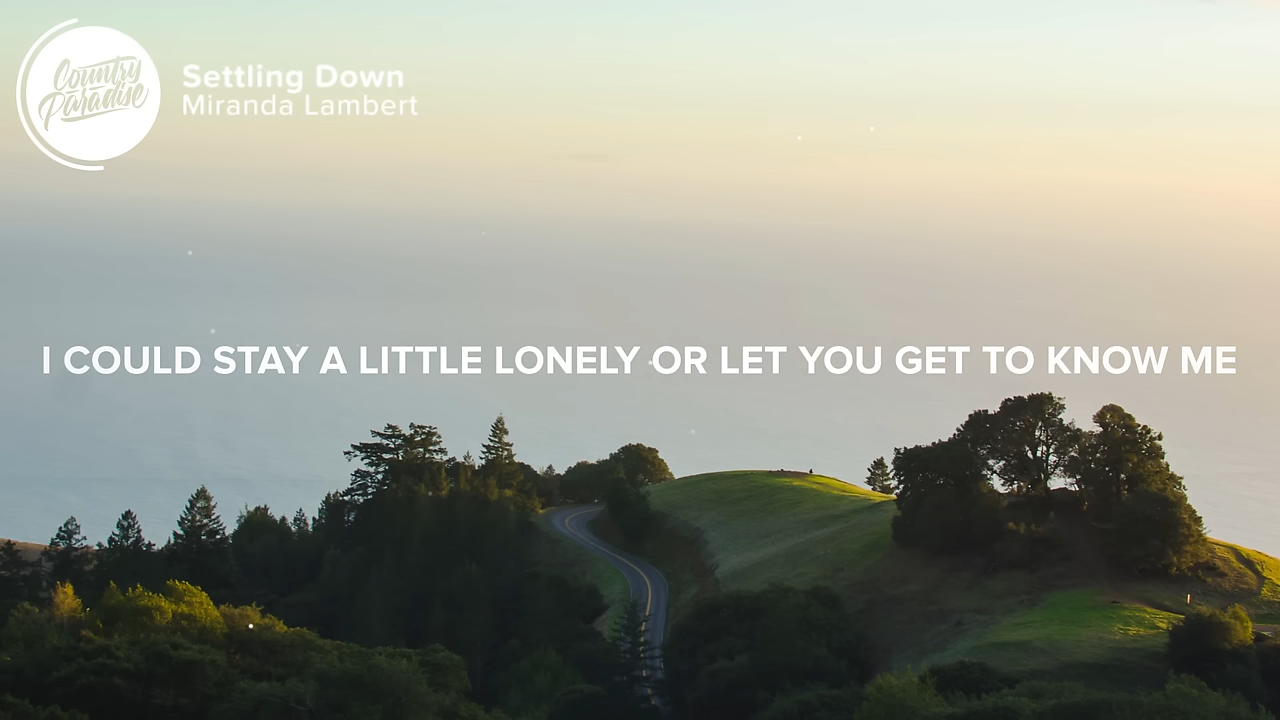 Country
Paradise
Settling Down
Miranda Lambert
I COULD STAY A LITTLE LONELY OR LET YOU GET TO KNOW ME